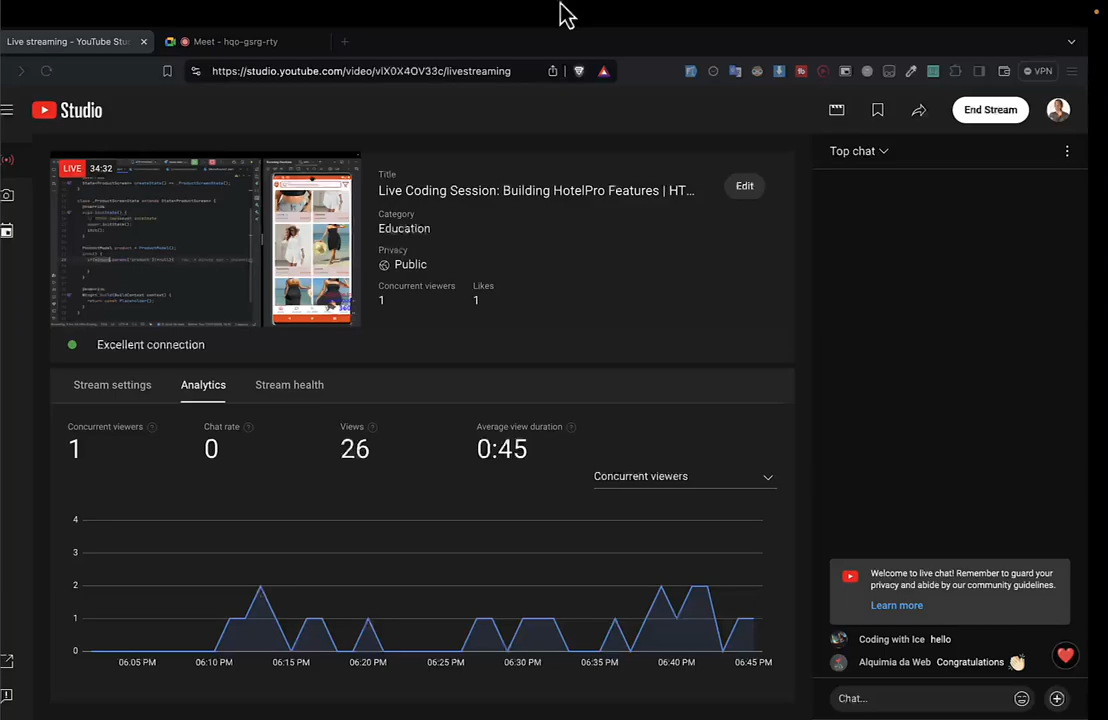 Live streaming - YouTube Stu
Meet - hqo-gsrg-rty
https://studio.youtube.com/video/vlX0X4OV33c/livestreaming
VPN
Studio
End Stream
LIVE 34:32
Title
Live Coding Session: Building HotelPro Features | HT...
Edit
Category
Education
Privacy
Public
Concurrent viewers Likes
1 1
Excellent connection
Top chat
Stream settings Analytics Stream health
Concurrent viewers Chat rate Views Average view duration
1 0 26 0:45
Concurrent viewers
4
3
2
1
0
06:05 PM 06:10 PM 06:15 PM 06:20 PM 06:25 PM 06:30 PM 06:35 PM 06:40 PM 06:45 PM
Welcome to live chat! Remember to guard your
privacy and abide by our community guidelines.
Learn more
Coding with Ice hello
Alquimia da Web Congratulations 👏🏻
Chat...